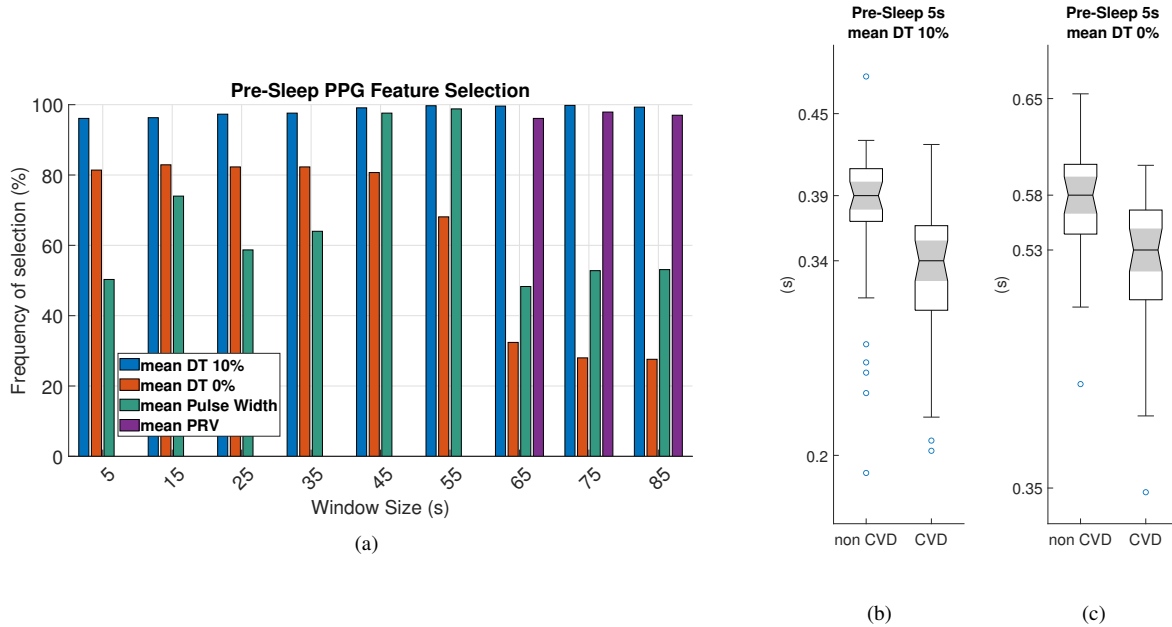 Pre-Sleep PPG Feature Selection
Frequency of selection (%)
100
80
60
40
20
0
mean DT 10%
mean DT 0%
mean Pulse Width
mean PRV
5 15 25 35 45 55 65 75 85
Window Size (s)
(a)
Pre-Sleep 5s
mean DT 10%
(s)
0.45
0.39
0.34
0.2
non CVD CVD
(b)
Pre-Sleep 5s
mean DT 0%
(s)
0.65
0.58
0.53
0.35
non CVD CVD
(c)